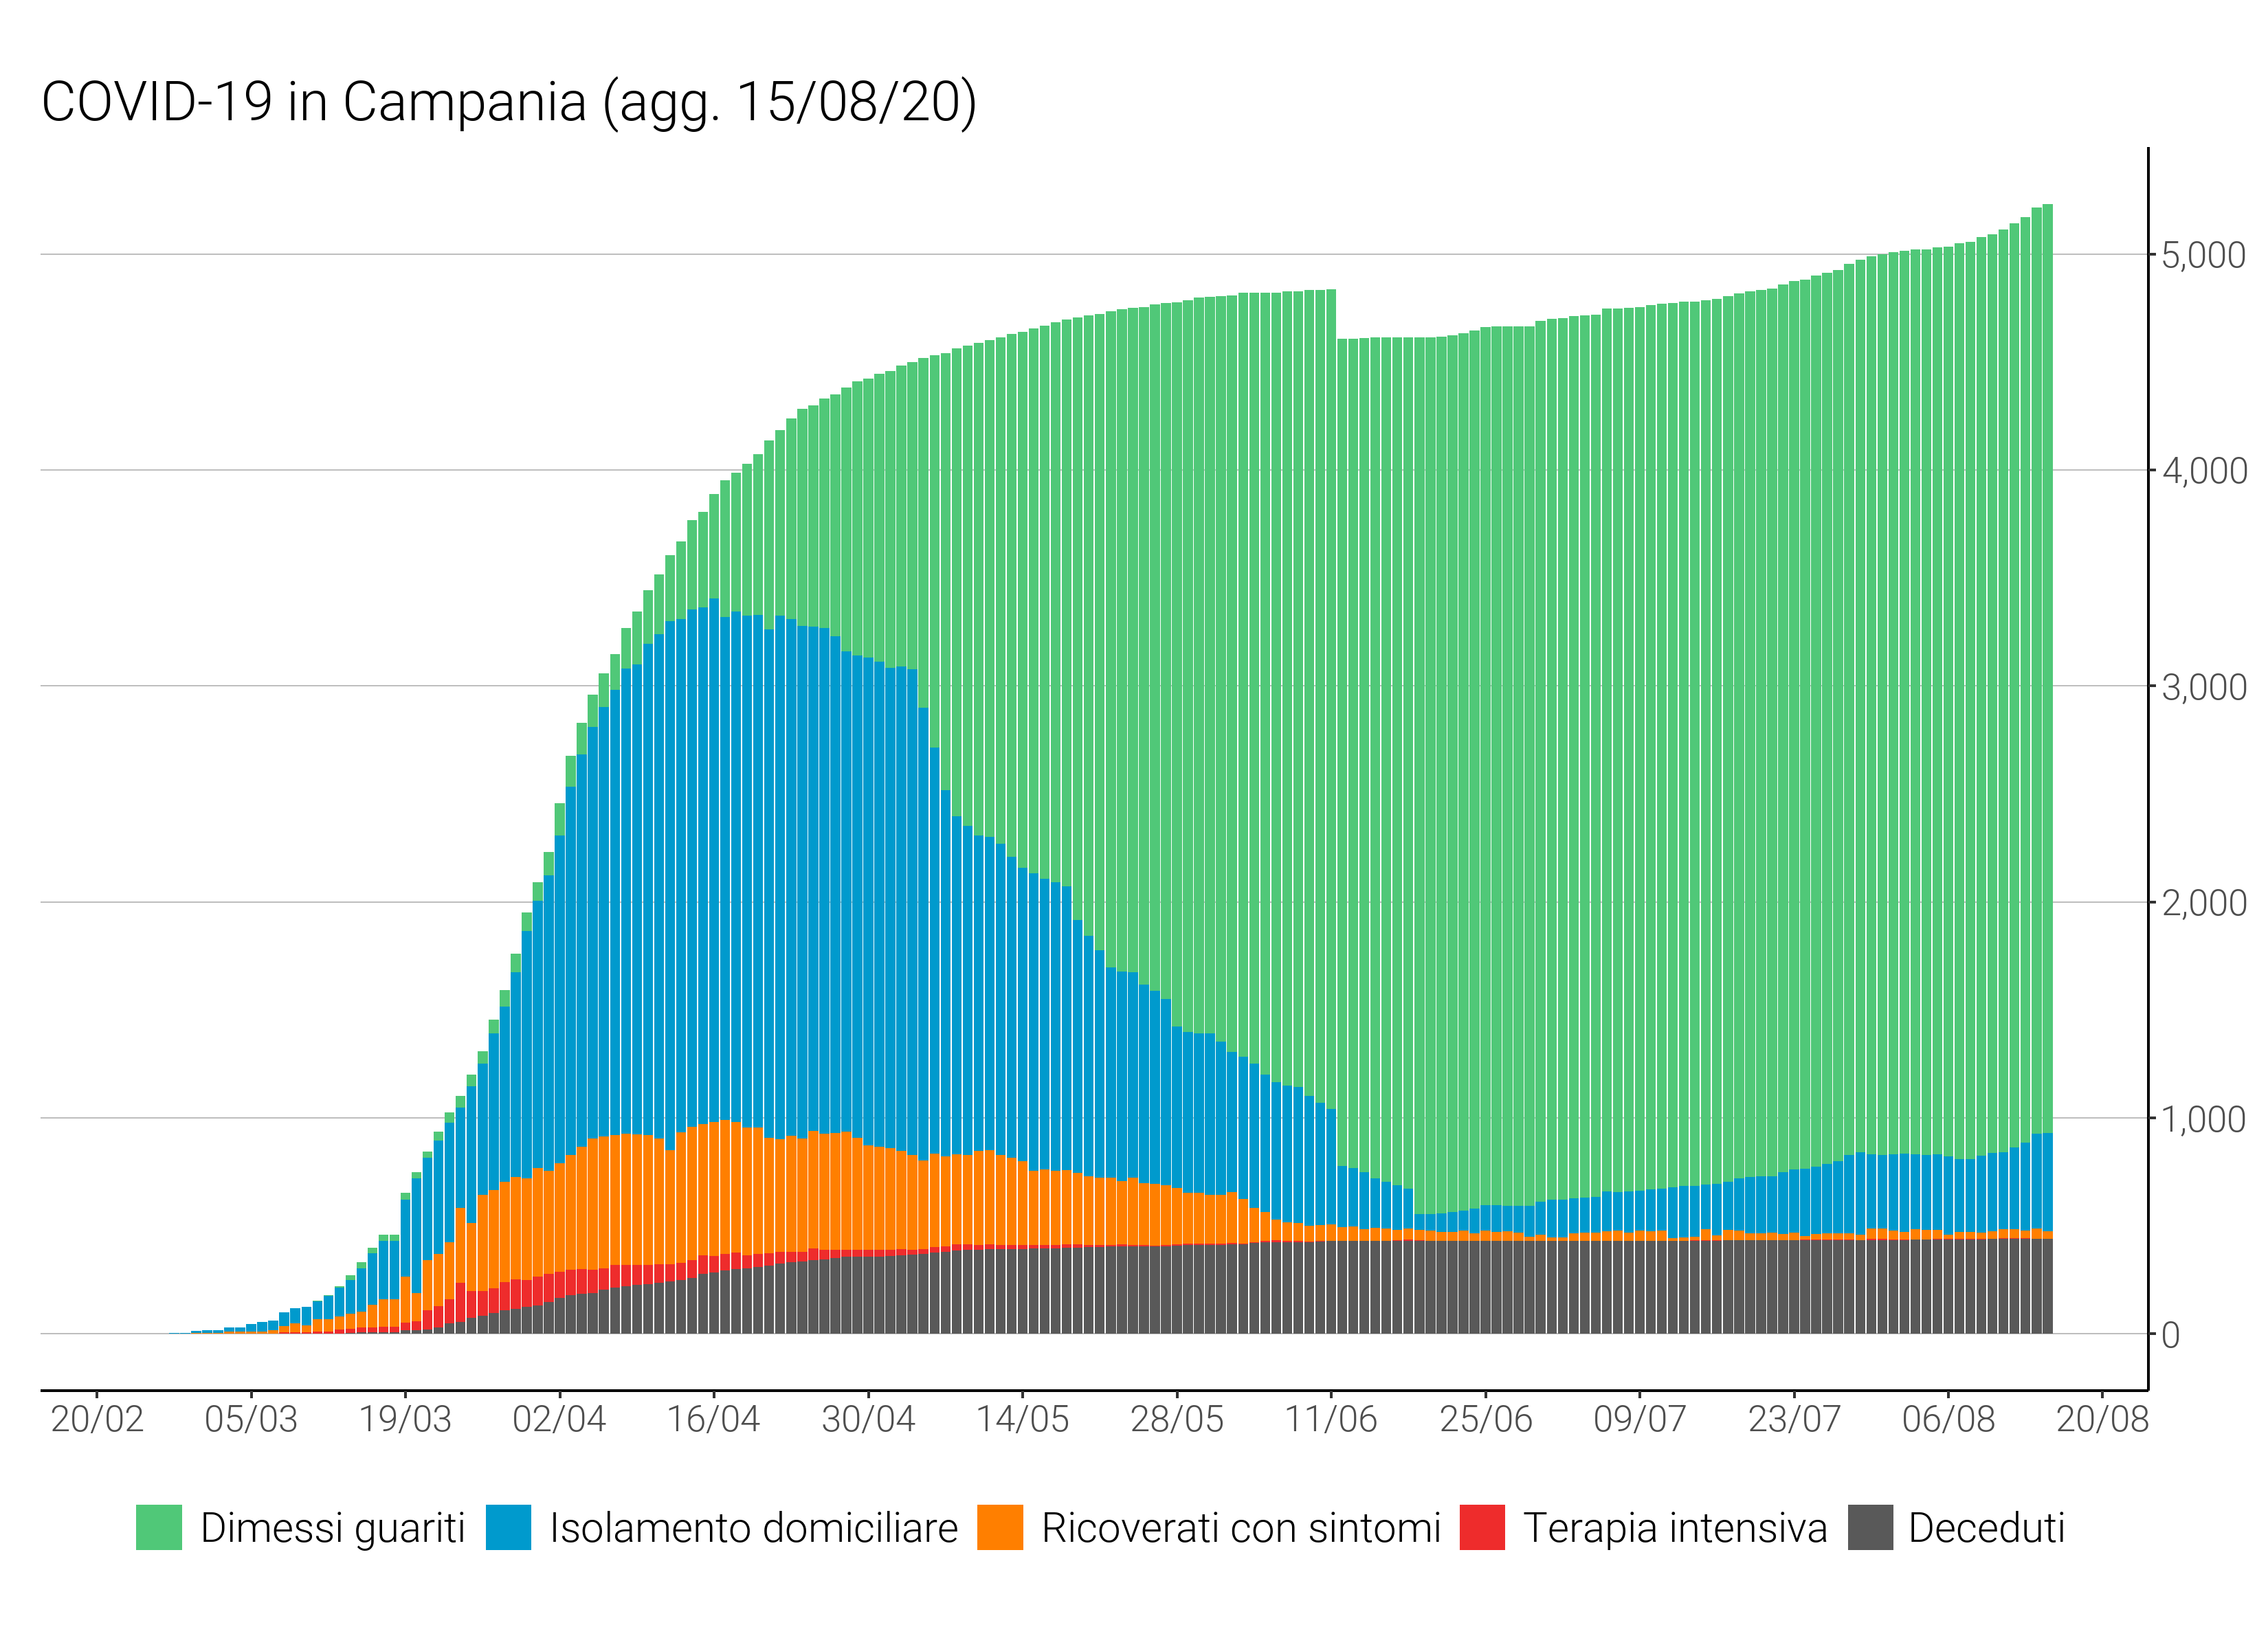 COVID-19 in Campania (agg. 15/08/20)
5,000
4,000
3,000
2,000
1,000
0
20/02 05/03 19/03 02/04 16/04 30/04 14/05 28/05 11/06 25/06 09/07 23/07 06/08 20/08
Dimessi guariti Isolamento domiciliare Ricoverati con sintomi Terapia intensiva Deceduti